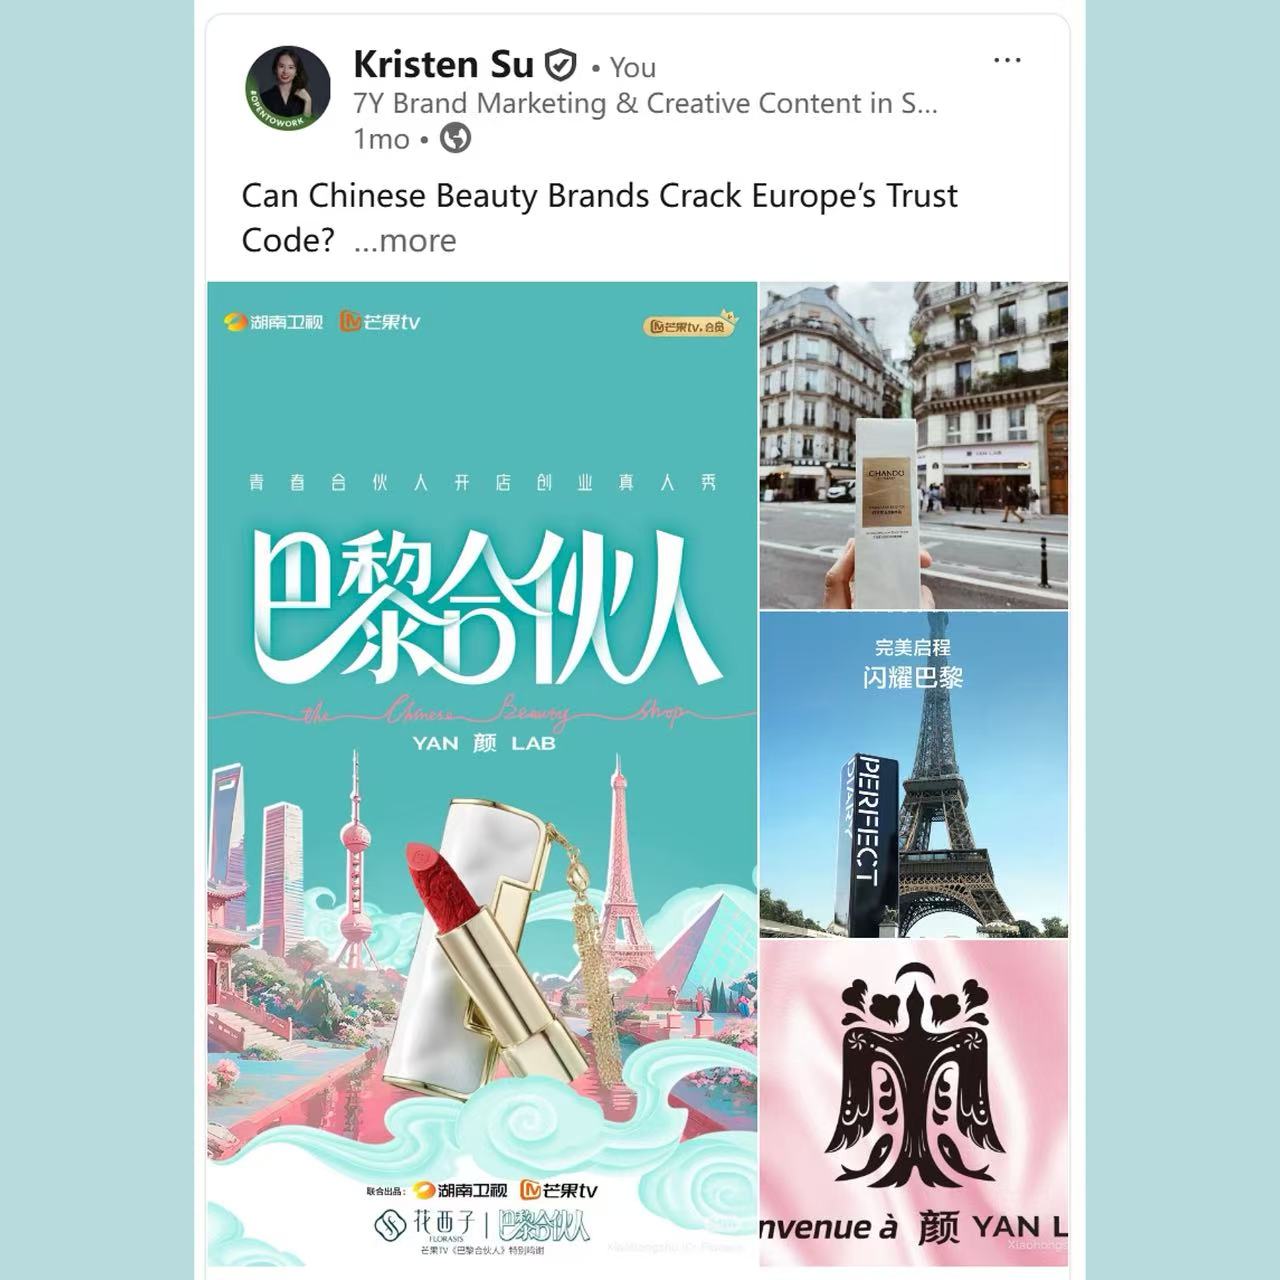 Kristen Su • You
7Y Brand Marketing & Creative Content in S...
1mo •
#OPENTOWORK
Can Chinese Beauty Brands Crack Europe’s Trust
Code? ...more
湖南卫视 芒果tv
芒果tv.会员
青春合伙人开店创业真人秀
巴黎合伙人
the Chinese Beauty Shop
YAN 颜 LAB
联合出品: 湖南卫视 芒果tv
花西子 | 巴黎合伙人
FLORASIS
芒果TV《巴黎合伙人》特别鸣谢
YAN LAB
CHANDO
完美启程
闪耀巴黎
PERFECT
DIARY
nvenue à 颜 YAN L
Xiaohongs